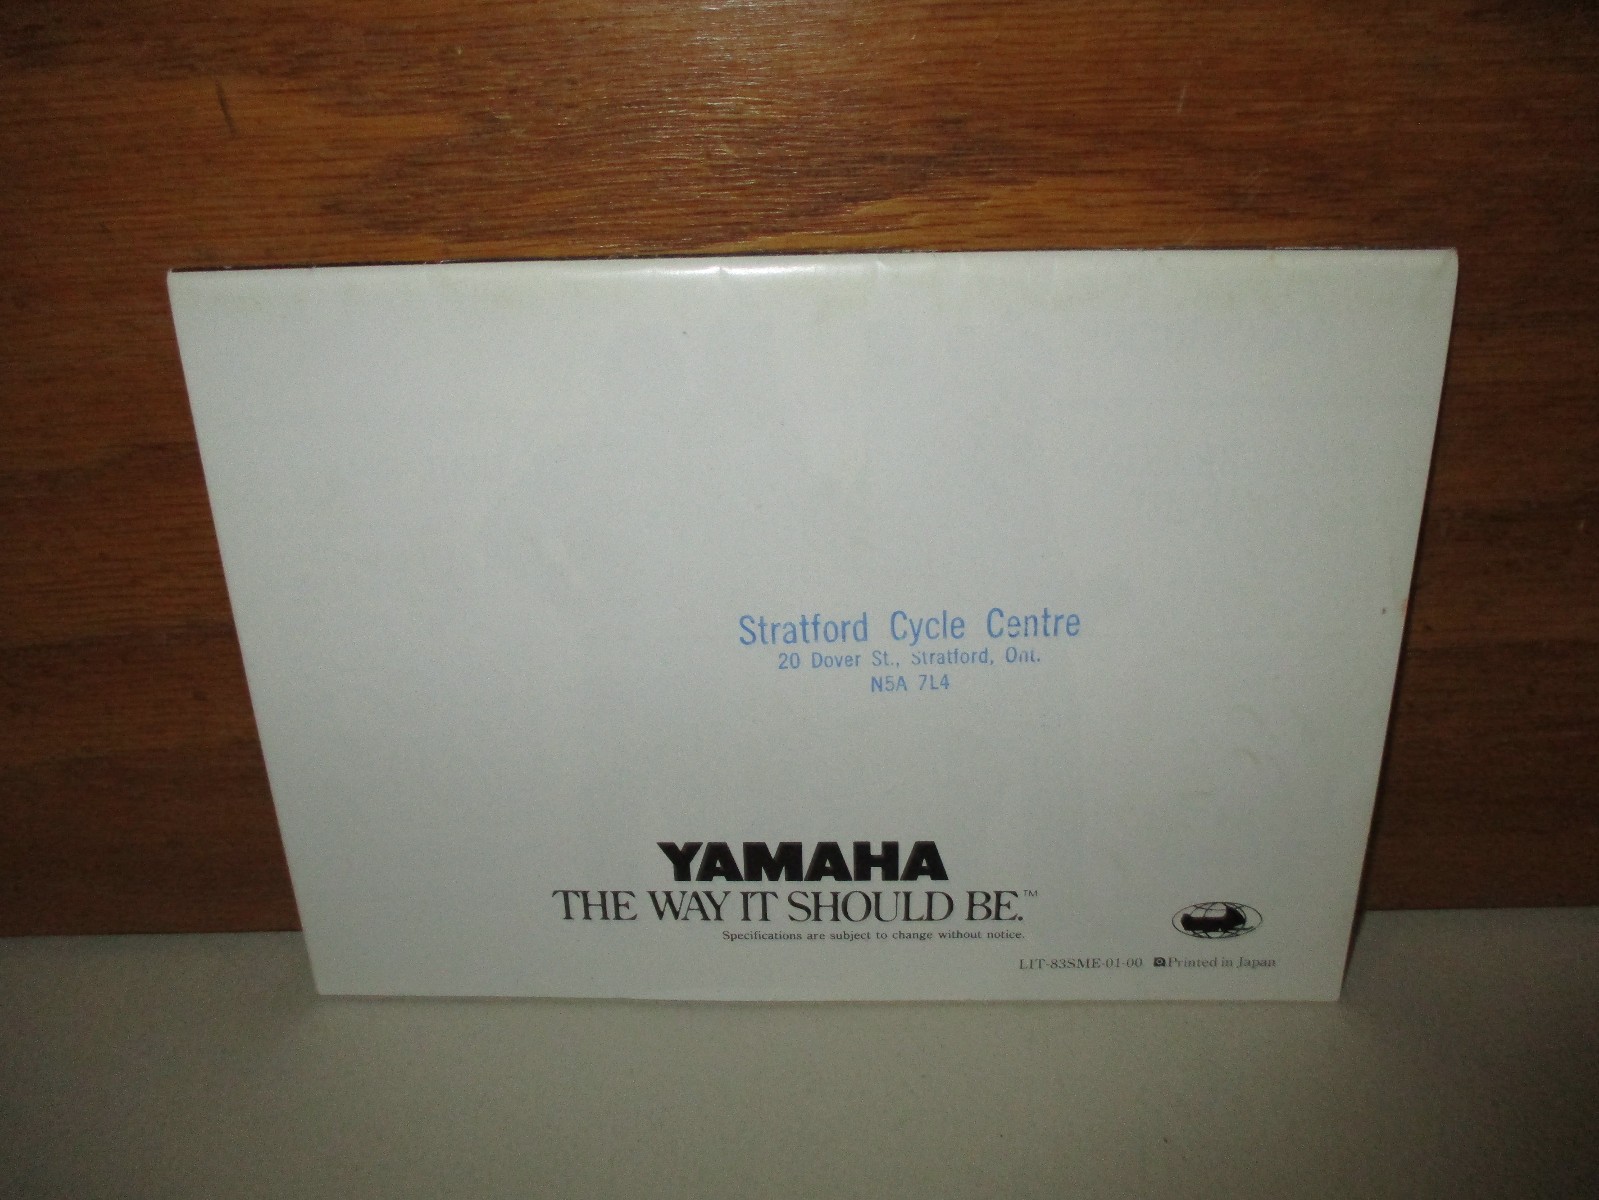 Stratford Cycle Centre
20 Dover St., Stratford, Ont.
N5A 7L4
YAMAHA
THE WAY IT SHOULD BE.™
Specifications are subject to change without notice.
LIT-83SME-01-00 Printed in Japan